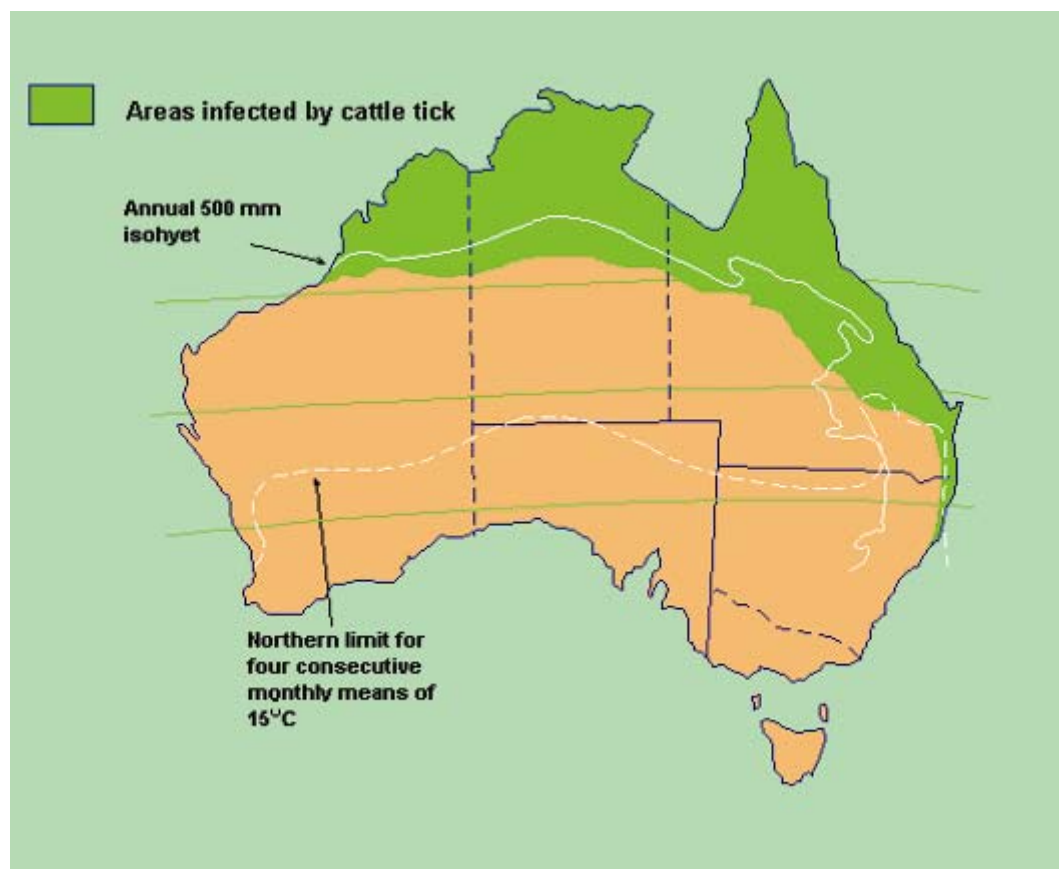 Areas infected by cattle tick
Annual 500 mm
isohyet
Northern limit for
four consecutive
monthly means of
15°C